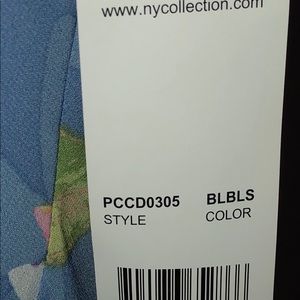 www.nycollection.com
PCCD0305 BLBLS
STYLE COLOR